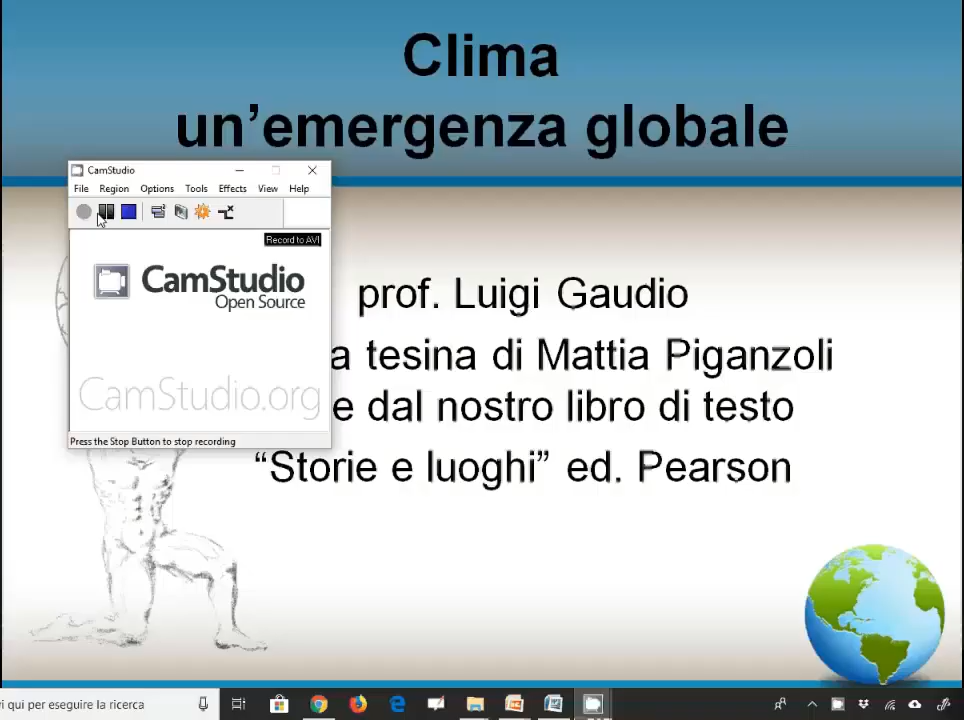 Clima
un’emergenza globale
CamStudio
File Region Options Tools Effects View Help
Record to AVI
CamStudio
Open Source
CamStudio.org
Press the Stop Button to stop recording
prof. Luigi Gaudio
a tesina di Mattia Piganzoli
e dal nostro libro di testo
“Storie e luoghi” ed. Pearson
qui per eseguire la ricerca